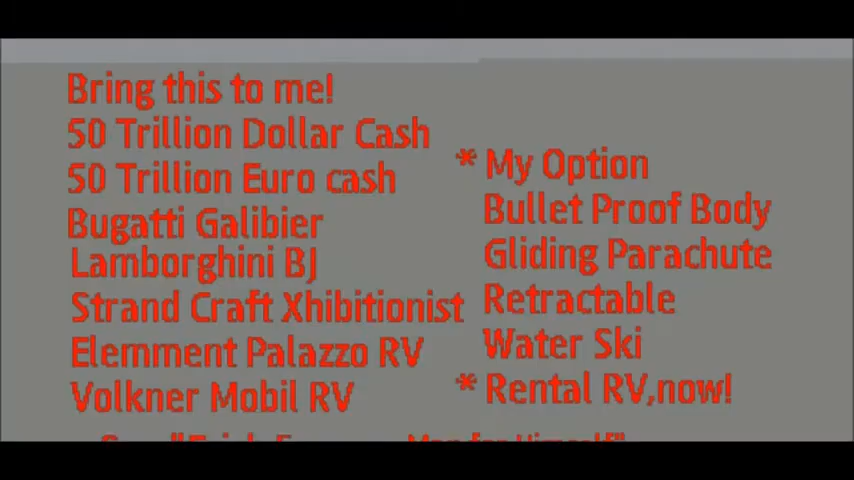 Bring this to me!
50 Trillion Dollar Cash
50 Trillion Euro cash
Bugatti Galibier
Lamborghini BJ
Strand Craft Xhibitionist
Elemment Palazzo RV
Volkner Mobil RV
* My Option
Bullet Proof Body
Gliding Parachute
Retractable
Water Ski
* Rental RV,now!